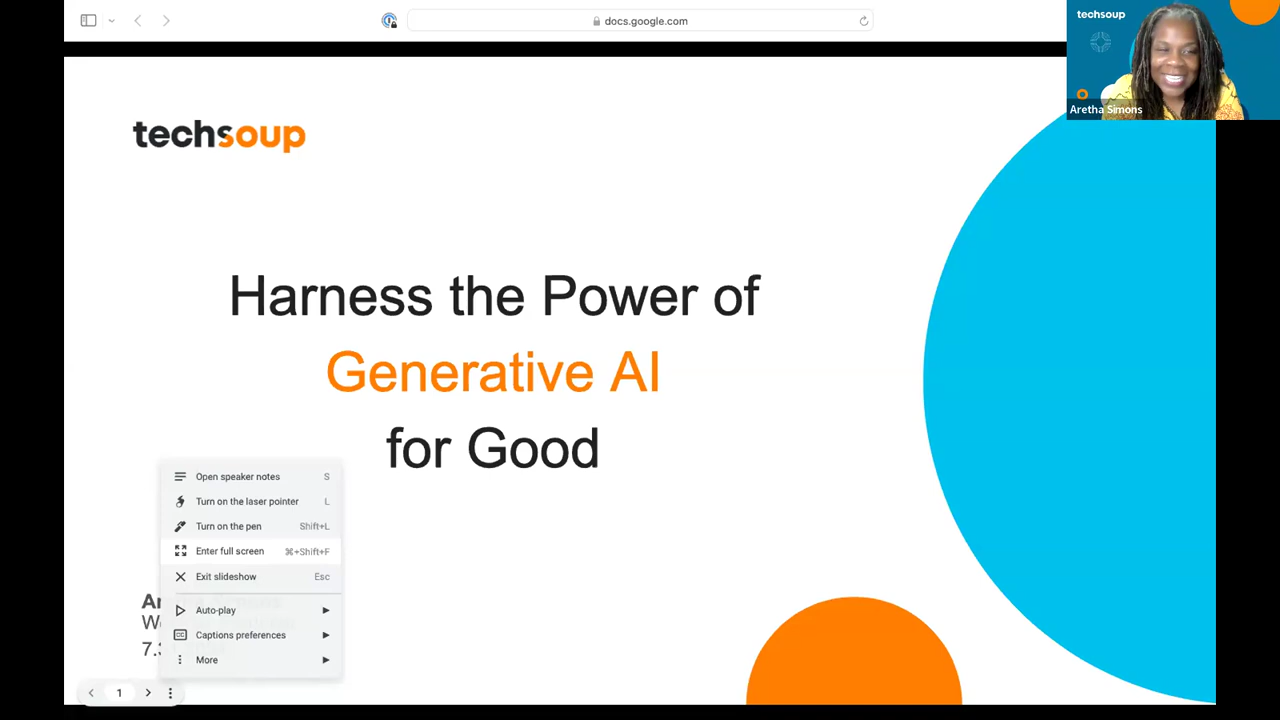 docs.google.com
techsoup
Aretha Simons
techsoup
Harness the Power of
Generative AI
for Good
Open speaker notes S
Turn on the laser pointer L
Turn on the pen Shift+L
Enter full screen ⌘+Shift+F
Exit slideshow Esc
Auto-play
Captions preferences
More
1